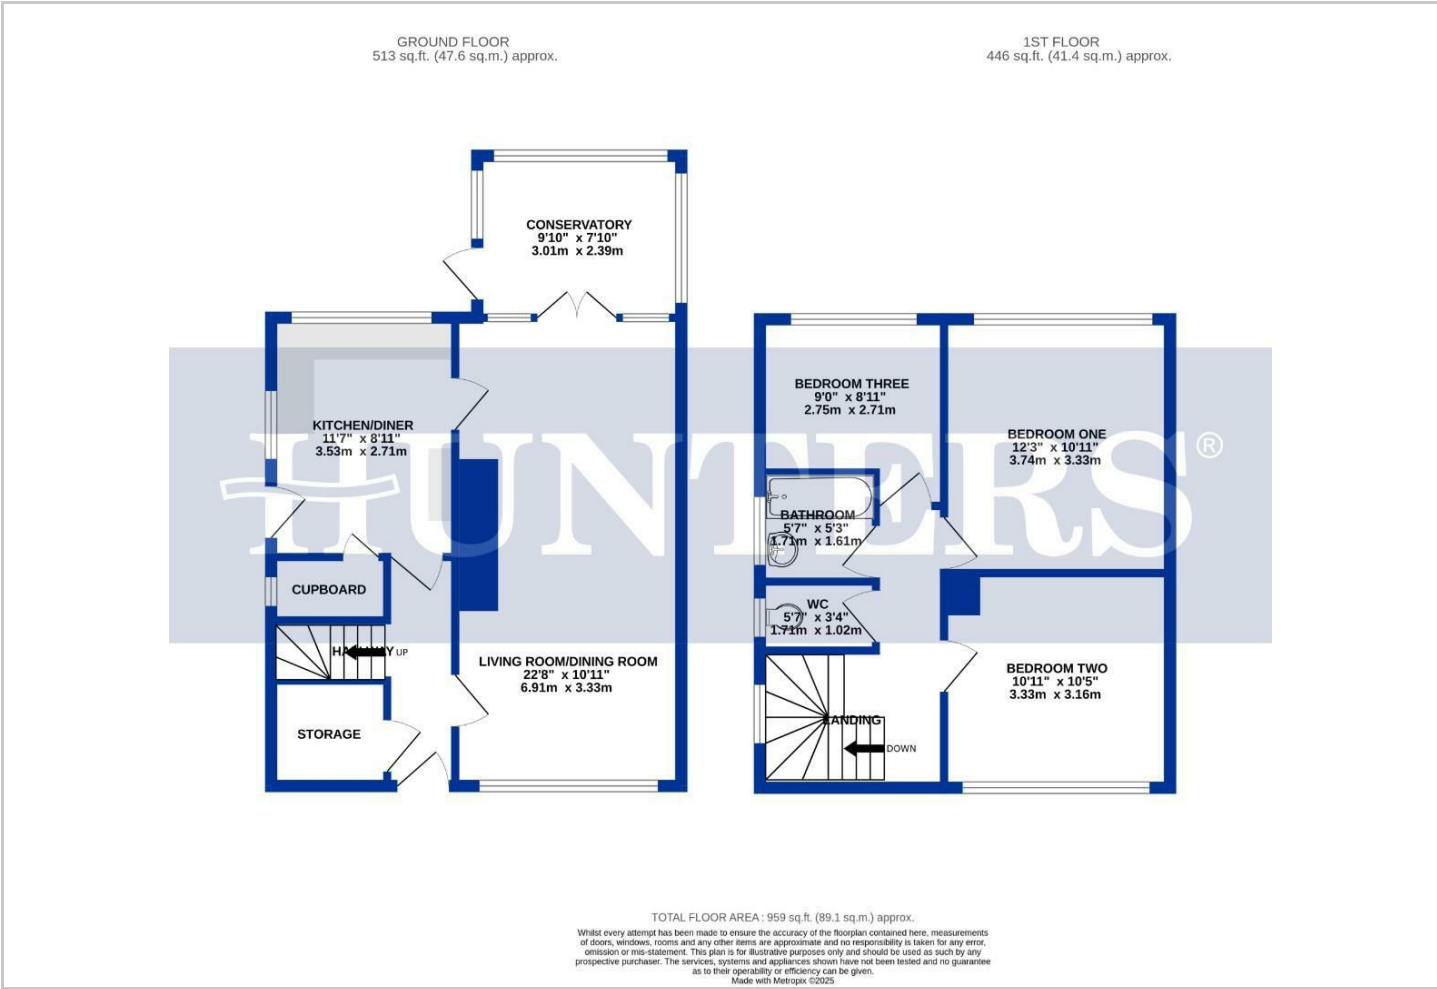 GROUND FLOOR
513 sq.ft. (47.6 sq.m.) approx.
1ST FLOOR
446 sq.ft. (41.4 sq.m.) approx.
CONSERVATORY
9'10" x 7'10"
3.01m x 2.39m
KITCHEN/DINER
11'7" x 8'11"
3.53m x 2.71m
CUPBOARD
HALLWAY
UP
STORAGE
LIVING ROOM/DINING ROOM
22'8" x 10'11"
6.91m x 3.33m
BEDROOM THREE
9'0" x 8'11"
2.75m x 2.71m
BEDROOM ONE
12'3" x 10'11"
3.74m x 3.33m
BATHROOM
5'7" x 5'3"
1.71m x 1.61m
WC
5'7" x 3'4"
1.71m x 1.02m
BEDROOM TWO
10'11" x 10'5"
3.33m x 3.16m
LANDING
DOWN
HUNTERS®
TOTAL FLOOR AREA : 959 sq.ft. (89.1 sq.m.) approx.
Whilst every attempt has been made to ensure the accuracy of the floorplan contained here, measurements
of doors, windows, rooms and any other items are approximate and no responsibility is taken for any error,
omission or mis-statement. This plan is for illustrative purposes only and should be used as such by any
prospective purchaser. The services, systems and appliances shown have not been tested and no guarantee
as to their operability or efficiency can be given.
Made with Metropix ©2025